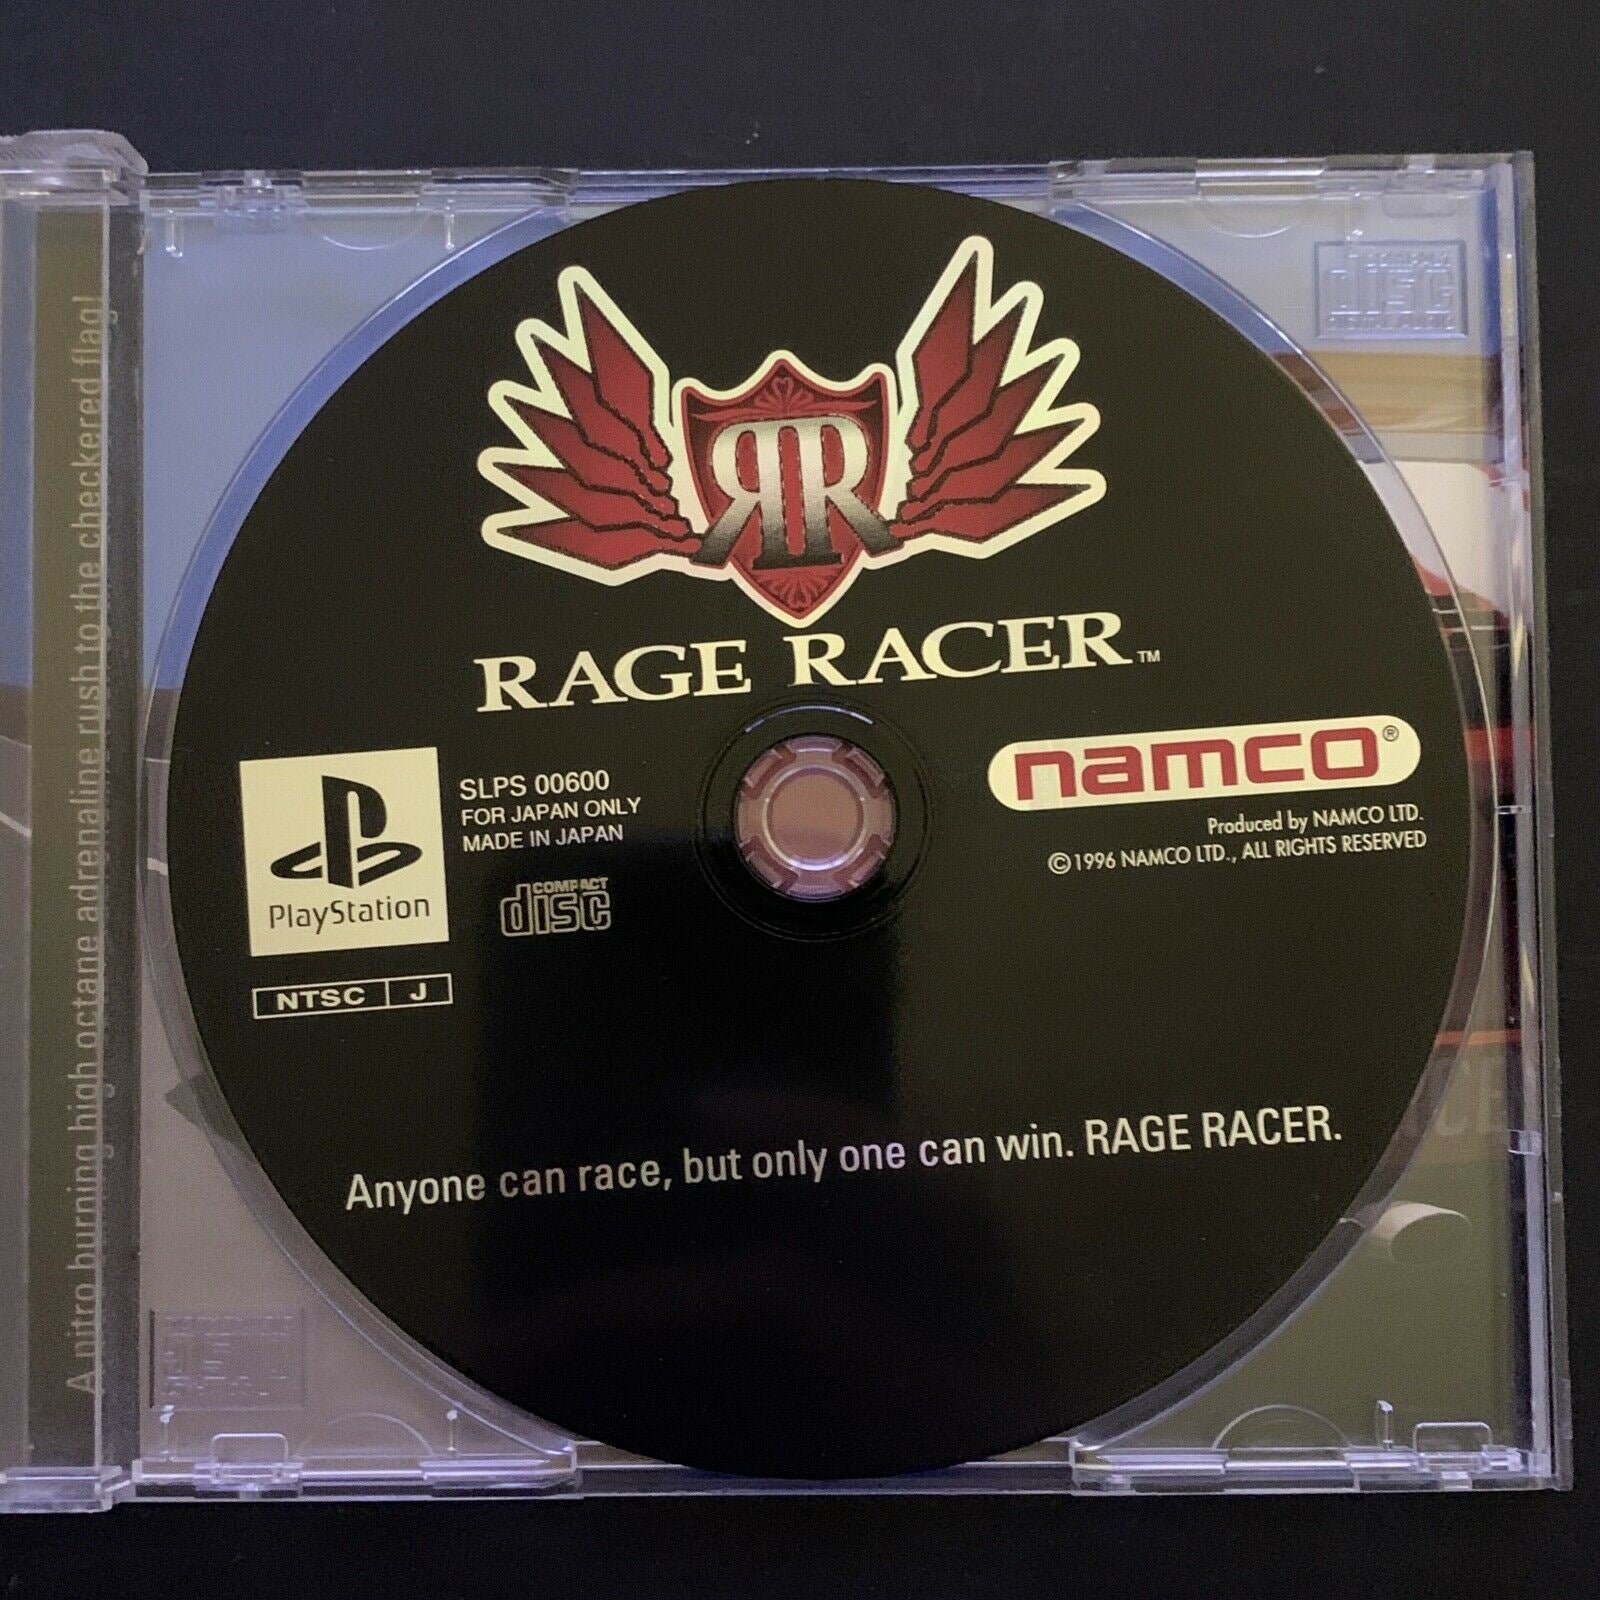 A nitro burning high octane adrenaline rush to the checkered flag!
RR
RAGE RACER™
PlayStation
NTSC J
SLPS 00600
FOR JAPAN ONLY
MADE IN JAPAN
COMPACT
disc
namco®
Produced by NAMCO LTD.
©1996 NAMCO LTD., ALL RIGHTS RESERVED
Anyone can race, but only one can win. RAGE RACER.
disc